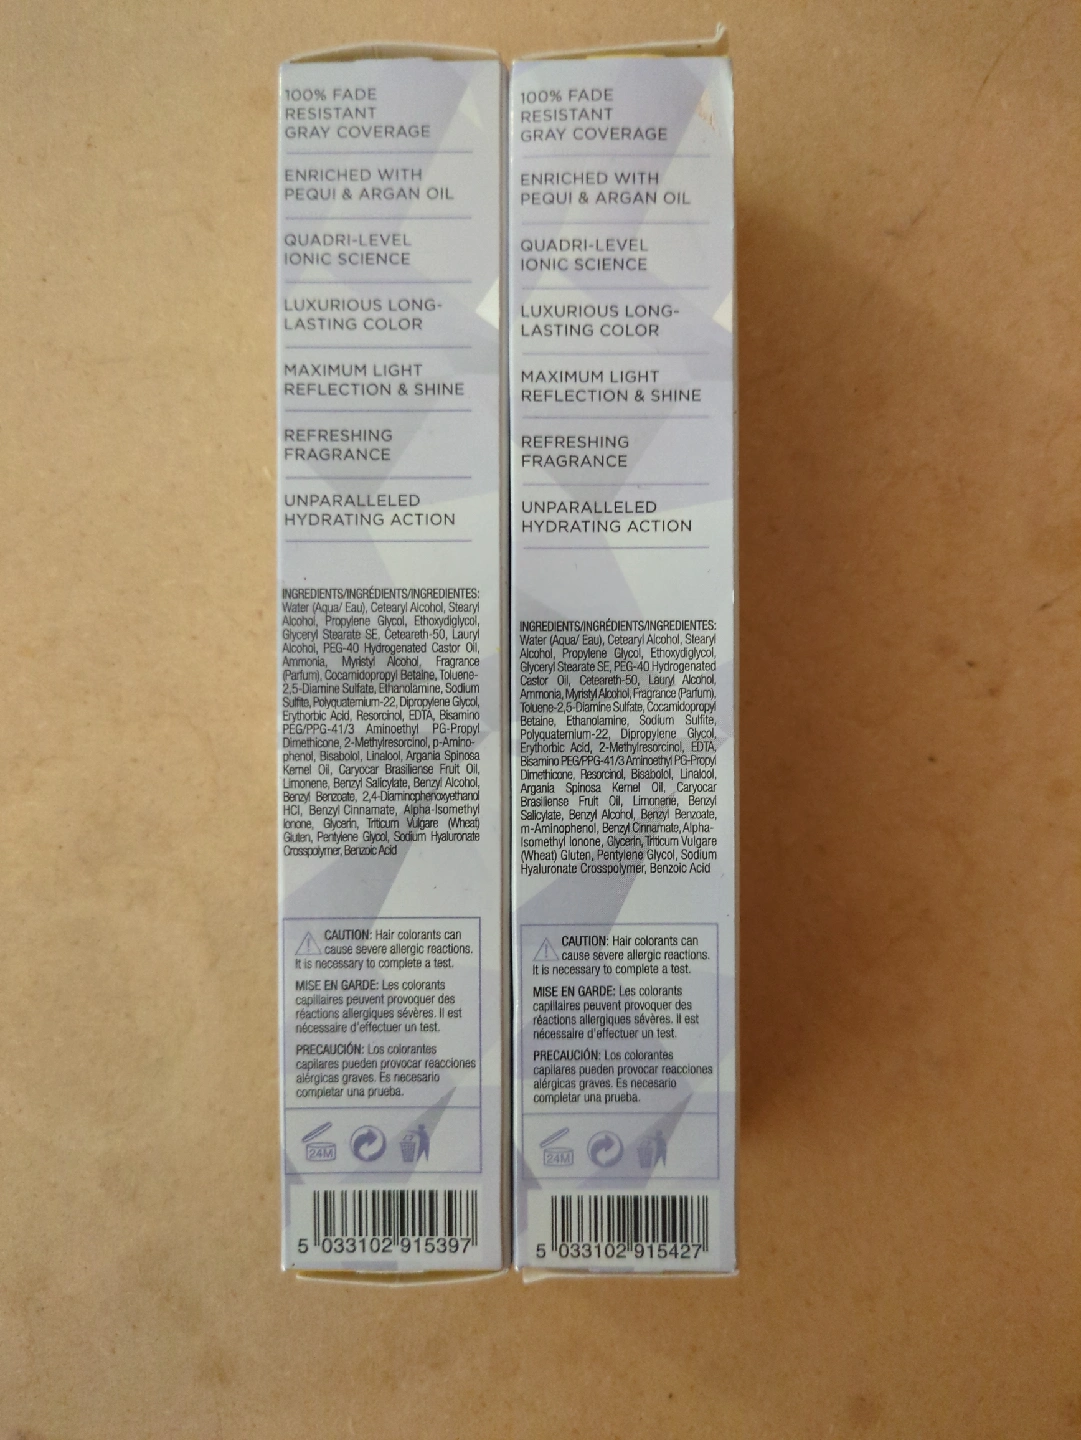 100% FADE
RESISTANT
GRAY COVERAGE
ENRICHED WITH
PEQUI & ARGAN OIL
QUADRI-LEVEL
IONIC SCIENCE
LUXURIOUS LONG-
LASTING COLOR
MAXIMUM LIGHT
REFLECTION & SHINE
REFRESHING
FRAGRANCE
UNPARALLELED
HYDRATING ACTION
INGREDIENTS/INGRÉDIENTS/INGREDIENTES:
Water (Aqua/ Eau), Cetearyl Alcohol, Stearyl
Alcohol, Propylene Glycol, Ethoxydiglycol,
Glyceryl Stearate SE, Ceteareth-50, Lauryl
Alcohol, PEG-40 Hydrogenated Castor Oil,
Ammonia, Myristyl Alcohol, Fragrance
(Parfum), Cocamidopropyl Betaine, Toluene-
2,5-Diamine Sulfate, Ethanolamine, Sodium
Sulfite, Polyquaternium-22, Dipropylene Glycol,
Erythorbic Acid, Resorcinol, EDTA, Bisamino
PEG/PPG-41/3 Aminoethyl PG-Propyl
Dimethicone, 2-Methylresorcinol, p-Amino-
phenol, Bisabolol, Linalool, Argania Spinosa
Kernel Oil, Caryocar Brasiliense Fruit Oil,
Limonene, Benzyl Salicylate, Benzyl Alcohol,
Benzyl Benzoate, 2,4-Diaminophenoxyethanol
HCl, Benzyl Cinnamate, Alpha-Isomethyl
Ionone, Glycerin, Triticum Vulgare (Wheat)
Gluten, Pentylene Glycol, Sodium Hyaluronate
Crosspolymer, Benzoic Acid
CAUTION: Hair colorants can
cause severe allergic reactions.
It is necessary to complete a test.
MISE EN GARDE: Les colorants
capillaires peuvent provoquer des
réactions allergiques sévères. Il est
nécessaire d'effectuer un test.
PRECAUCIÓN: Los colorantes
capilares pueden provocar reacciones
alérgicas graves. Es necesario
completar una prueba.
24M
5 033102 915397
100% FADE
RESISTANT
GRAY COVERAGE
ENRICHED WITH
PEQUI & ARGAN OIL
QUADRI-LEVEL
IONIC SCIENCE
LUXURIOUS LONG-
LASTING COLOR
MAXIMUM LIGHT
REFLECTION & SHINE
REFRESHING
FRAGRANCE
UNPARALLELED
HYDRATING ACTION
INGREDIENTS/INGRÉDIENTS/INGREDIENTES:
Water (Aqua/ Eau), Cetearyl Alcohol, Stearyl
Alcohol, Propylene Glycol, Ethoxydiglycol,
Glyceryl Stearate SE, PEG-40 Hydrogenated
Castor Oil, Ceteareth-50, Lauryl Alcohol,
Ammonia, Myristyl Alcohol, Fragrance (Parfum),
Toluene-2,5-Diamine Sulfate, Cocamidopropyl
Betaine, Ethanolamine, Sodium Sulfite,
Polyquaternium-22, Dipropylene Glycol,
Erythorbic Acid, 2-Methylresorcinol, EDTA,
Bisamino PEG/PPG-41/3 Aminoethyl PG-Propyl
Dimethicone, Resorcinol, Bisabolol, Linalool,
Argania Spinosa Kernel Oil, Caryocar
Brasiliense Fruit Oil, Limonene, Benzyl
Salicylate, Benzyl Alcohol, Benzyl Benzoate,
m-Aminophenol, Benzyl Cinnamate, Alpha-
Isomethyl Ionone, Glycerin, Triticum Vulgare
(Wheat) Gluten, Pentylene Glycol, Sodium
Hyaluronate Crosspolymer, Benzoic Acid
CAUTION: Hair colorants can
cause severe allergic reactions.
It is necessary to complete a test.
MISE EN GARDE: Les colorants
capillaires peuvent provoquer des
réactions allergiques sévères. Il est
nécessaire d'effectuer un test.
PRECAUCIÓN: Los colorantes
capilares pueden provocar reacciones
alérgicas graves. Es necesario
completar una prueba.
24M
5 033102 915427